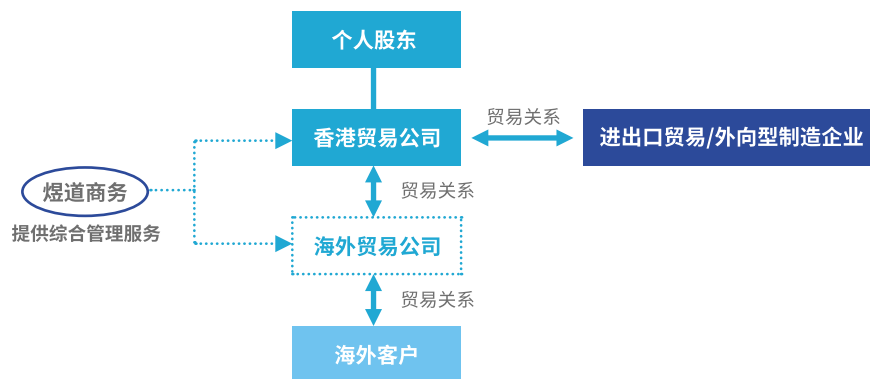 个人股东
贸易关系
香港贸易公司
进出口贸易/外向型制造企业
煜道商务
贸易关系
提供综合管理服务
海外贸易公司
贸易关系
海外客户